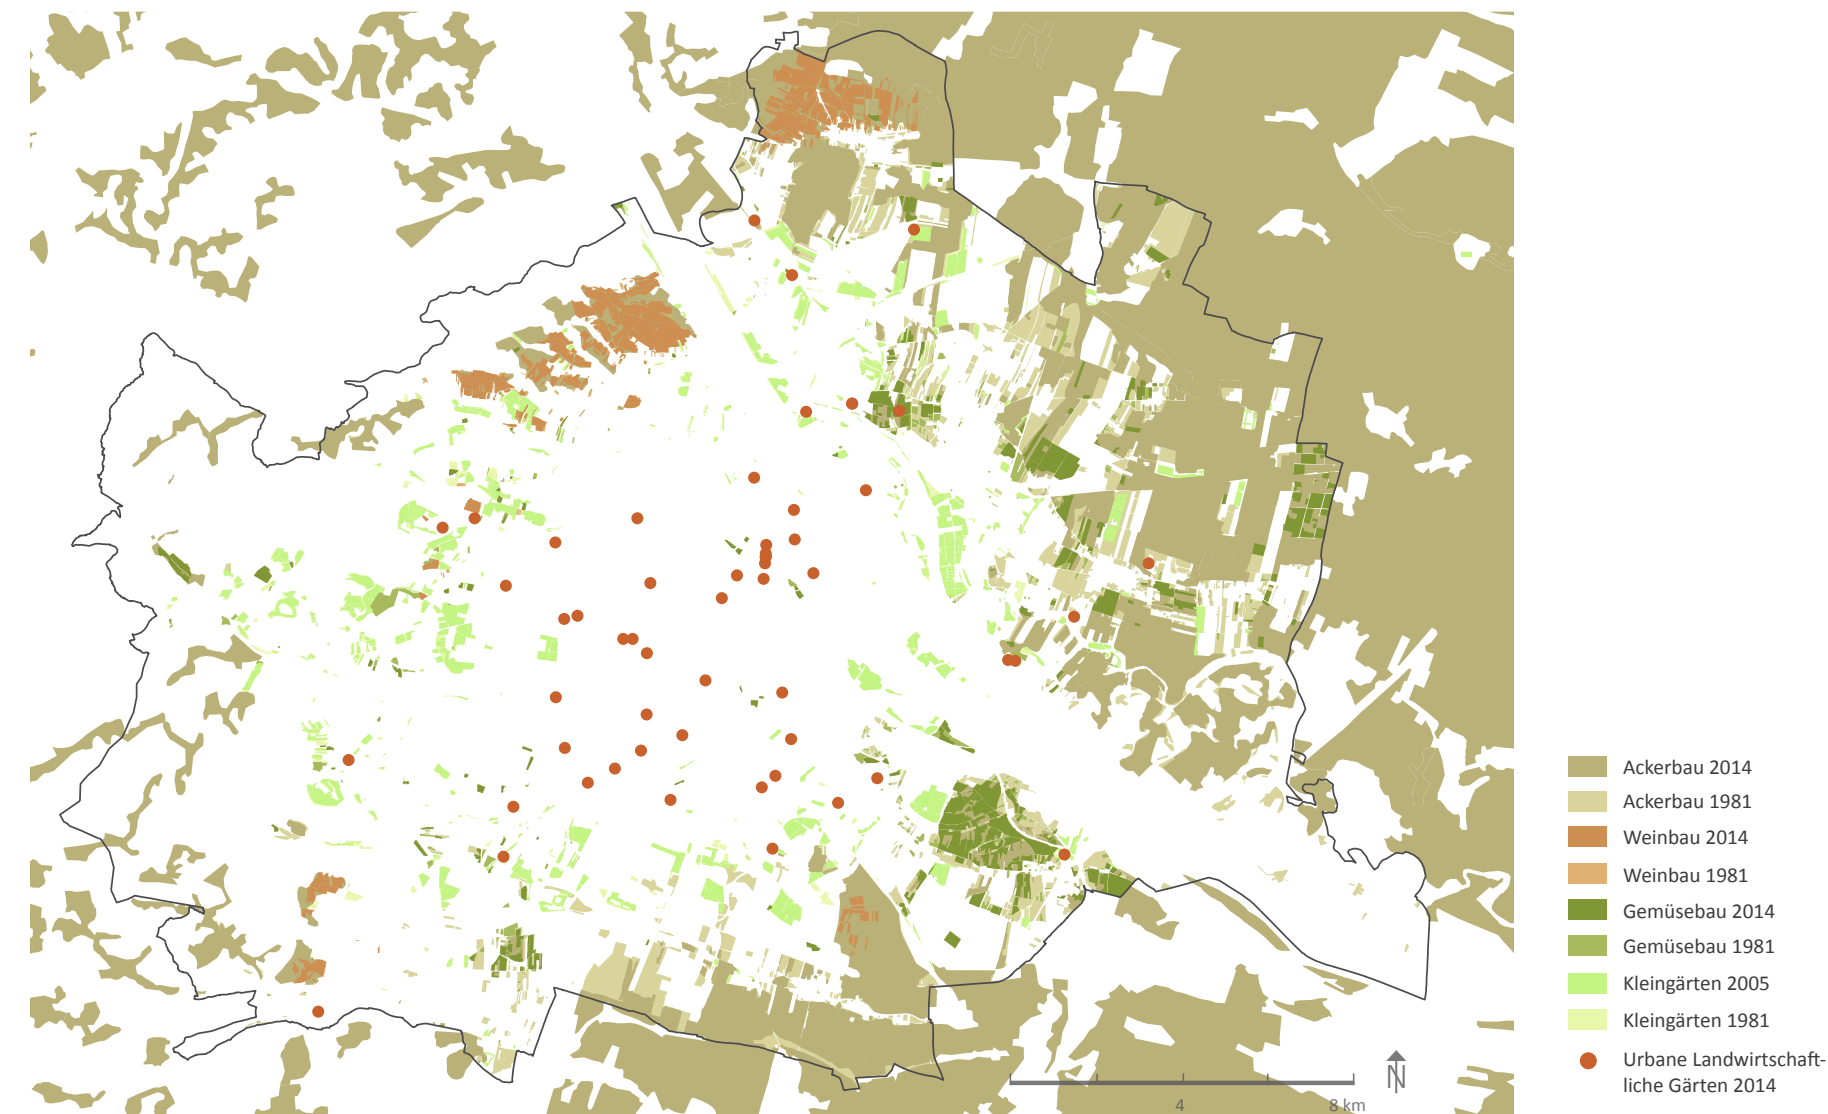 Ackerbau 2014
Ackerbau 1981
Weinbau 2014
Weinbau 1981
Gemüsebau 2014
Gemüsebau 1981
Kleingärten 2005
Kleingärten 1981
Urbane Landwirtschaft-
liche Gärten 2014
N
4
8 km